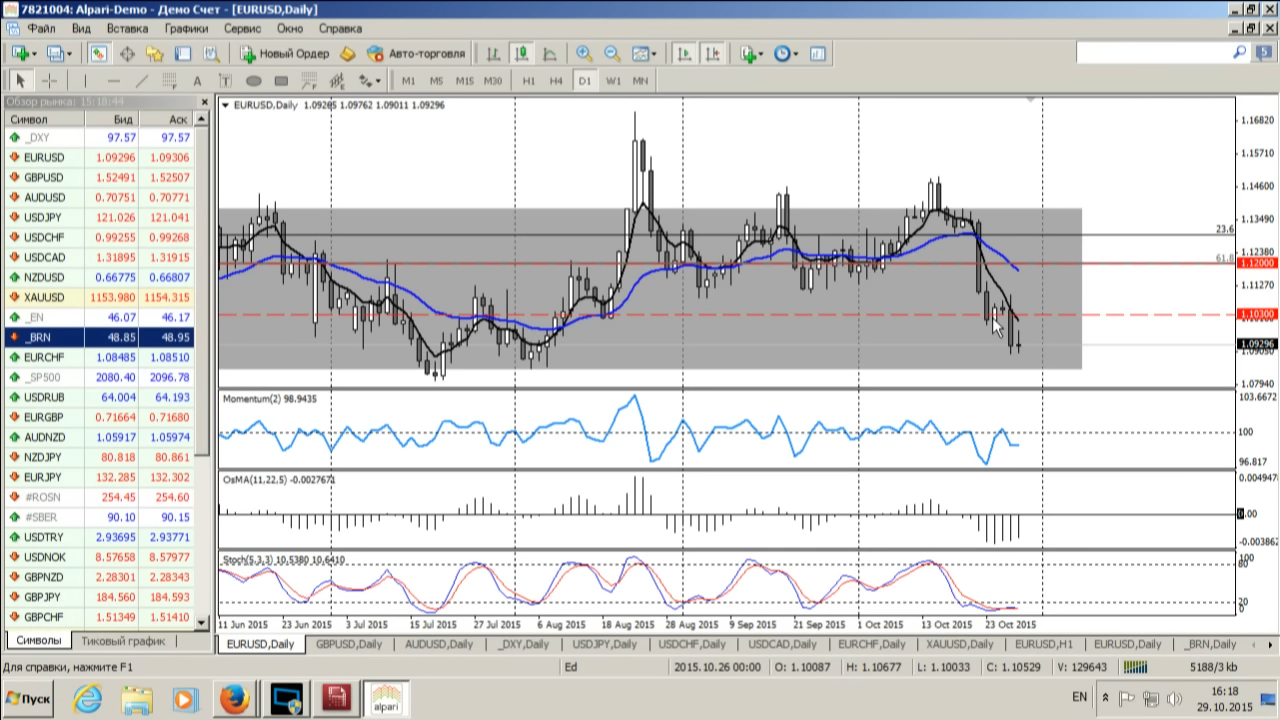 7821004: Alpari-Demo - Демо Счет - [EURUSD,Daily]
Файл Вид Вставка Графики Сервис Окно Справка
Новый Ордер Авто-торговля
5
A T M1 M5 M15 M30 H1 H4 D1 W1 MN
Обзор рынка: 15:18:44
Символ Бид Аск
_DXY 97.57 97.57
EURUSD 1.09296 1.09306
GBPUSD 1.52491 1.52507
AUDUSD 0.70751 0.70771
USDJPY 121.026 121.041
USDCHF 0.99255 0.99268
USDCAD 1.31895 1.31915
NZDUSD 0.66775 0.66807
XAUUSD 1153.980 1154.315
_EN 46.07 46.17
_BRN 48.85 48.95
EURCHF 1.08485 1.08510
_SP500 2080.40 2096.78
USDRUB 64.004 64.193
EURGBP 0.71664 0.71680
AUDNZD 1.05917 1.05974
NZDJPY 80.818 80.861
EURJPY 132.285 132.302
#ROSN 254.45 254.60
#SBER 90.10 90.15
USDTRY 2.93695 2.93771
USDNOK 8.57658 8.57977
GBPNZD 2.28301 2.28343
GBPJPY 184.560 184.593
GBPCHF 1.51349 1.51410
Символы Тиковый график
EURUSD,Daily 1.09265 1.09762 1.09011 1.09296
1.16820
1.15710
1.14600
1.13490
23.6
1.12380
61.8
1.12000
1.11270
1.10300
1.09296
1.09050
1.07940
Momentum(2) 98.9435
103.6672
100
96.817
OsMA(11,22,5) -0.0027671
0.004947
0.00
-0.003862
Stoch(5,3,3) 10.5380 10.6410
100
80
20
0
11 Jun 2015 23 Jun 2015 3 Jul 2015 15 Jul 2015 27 Jul 2015 6 Aug 2015 18 Aug 2015 28 Aug 2015 9 Sep 2015 21 Sep 2015 1 Oct 2015 13 Oct 2015 23 Oct 2015
EURUSD,Daily GBPUSD,Daily AUDUSD,Daily _DXY,Daily USDJPY,Daily USDCHF,Daily USDCAD,Daily EURCHF,Daily XAUUSD,Daily EURUSD,H1 EURUSD,Daily _BRN,Daily
Для справки, нажмите F1 Ed 2015.10.26 00:00 O: 1.10087 H: 1.10677 L: 1.10033 C: 1.10529 V: 129643 5188/3 kb
Пуск alpari EN 16:18
29.10.2015